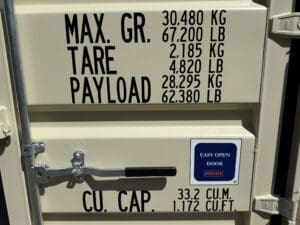 MAX. GR. 30.480 KG
67.200 LB
TARE 2.185 KG
4.820 LB
PAYLOAD 28.295 KG
62.380 LB
EASY OPEN
DOOR
CU. CAP. 33.2 CU.M.
1.172 CU.FT.